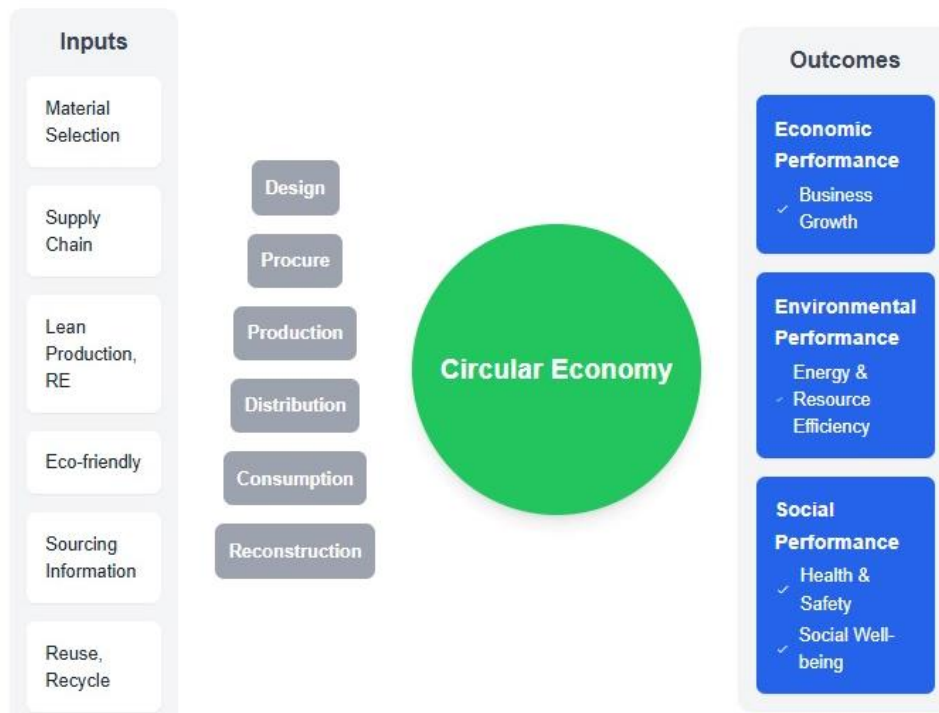 Inputs
Material
Selection
Supply
Chain
Lean
Production,
RE
Eco-friendly
Sourcing
Information
Reuse,
Recycle
Design
Procure
Production
Distribution
Consumption
Reconstruction
Circular Economy
Outcomes
Economic
Performance
Business
Growth
Environmental
Performance
Energy &
Resource
Efficiency
Social
Performance
Health &
Safety
Social Well-
being